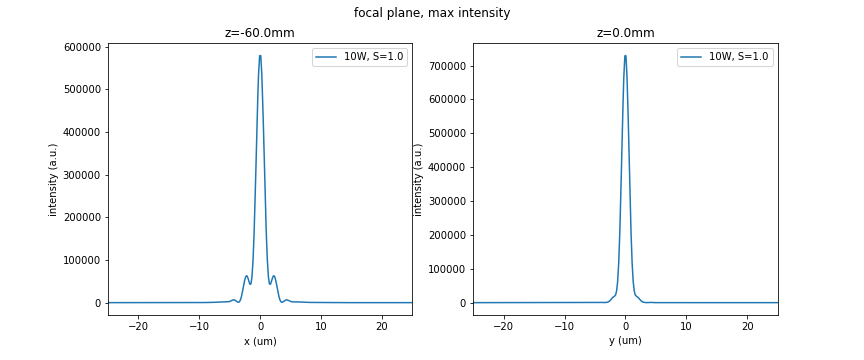 focal plane, max intensity
z=-60.0mm
10W, S=1.0
600000
500000
400000
300000
200000
100000
0
intensity (a.u.)
−20
−10
0
10
20
x (um)
z=0.0mm
10W, S=1.0
700000
600000
500000
400000
300000
200000
100000
0
intensity (a.u.)
−20
−10
0
10
20
y (um)